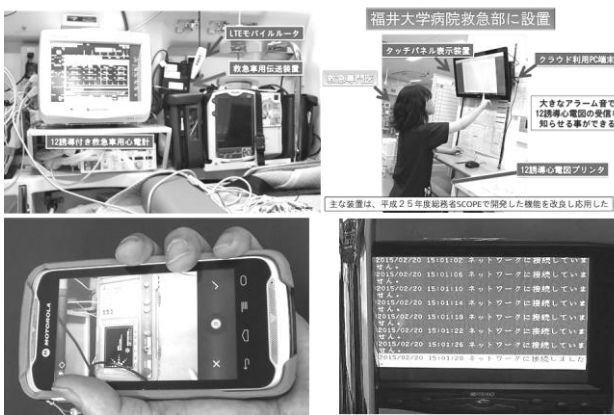 LTEモバイルルータ
救急車用伝送装置
12誘導付き救急車用心電計
福井大学病院救急部に設置
タッチパネル表示装置
クラウド利用PC端末
救急専門医
大きなアラーム音で
12誘導心電図の受信を
知らせる事ができる
12誘導心電図プリンタ
主な装置は、平成25年度総務省SCOPEで開発した機能を改良し応用した
MOTOROLA
2015/02/20 15:01:02 ネットワークに接続していま
せん。
2015/02/20 15:01:06 ネットワークに接続していま
せん。
2015/02/20 15:01:10 ネットワークに接続していま
せん。
2015/02/20 15:01:14 ネットワークに接続していま
せん。
2015/02/20 15:01:18 ネットワークに接続していま
せん。
2015/02/20 15:01:22 ネットワークに接続していま
せん。
2015/02/20 15:01:26 ネットワークに接続していま
せん。
2015/02/20 15:01:28 ネットワークに接続しました